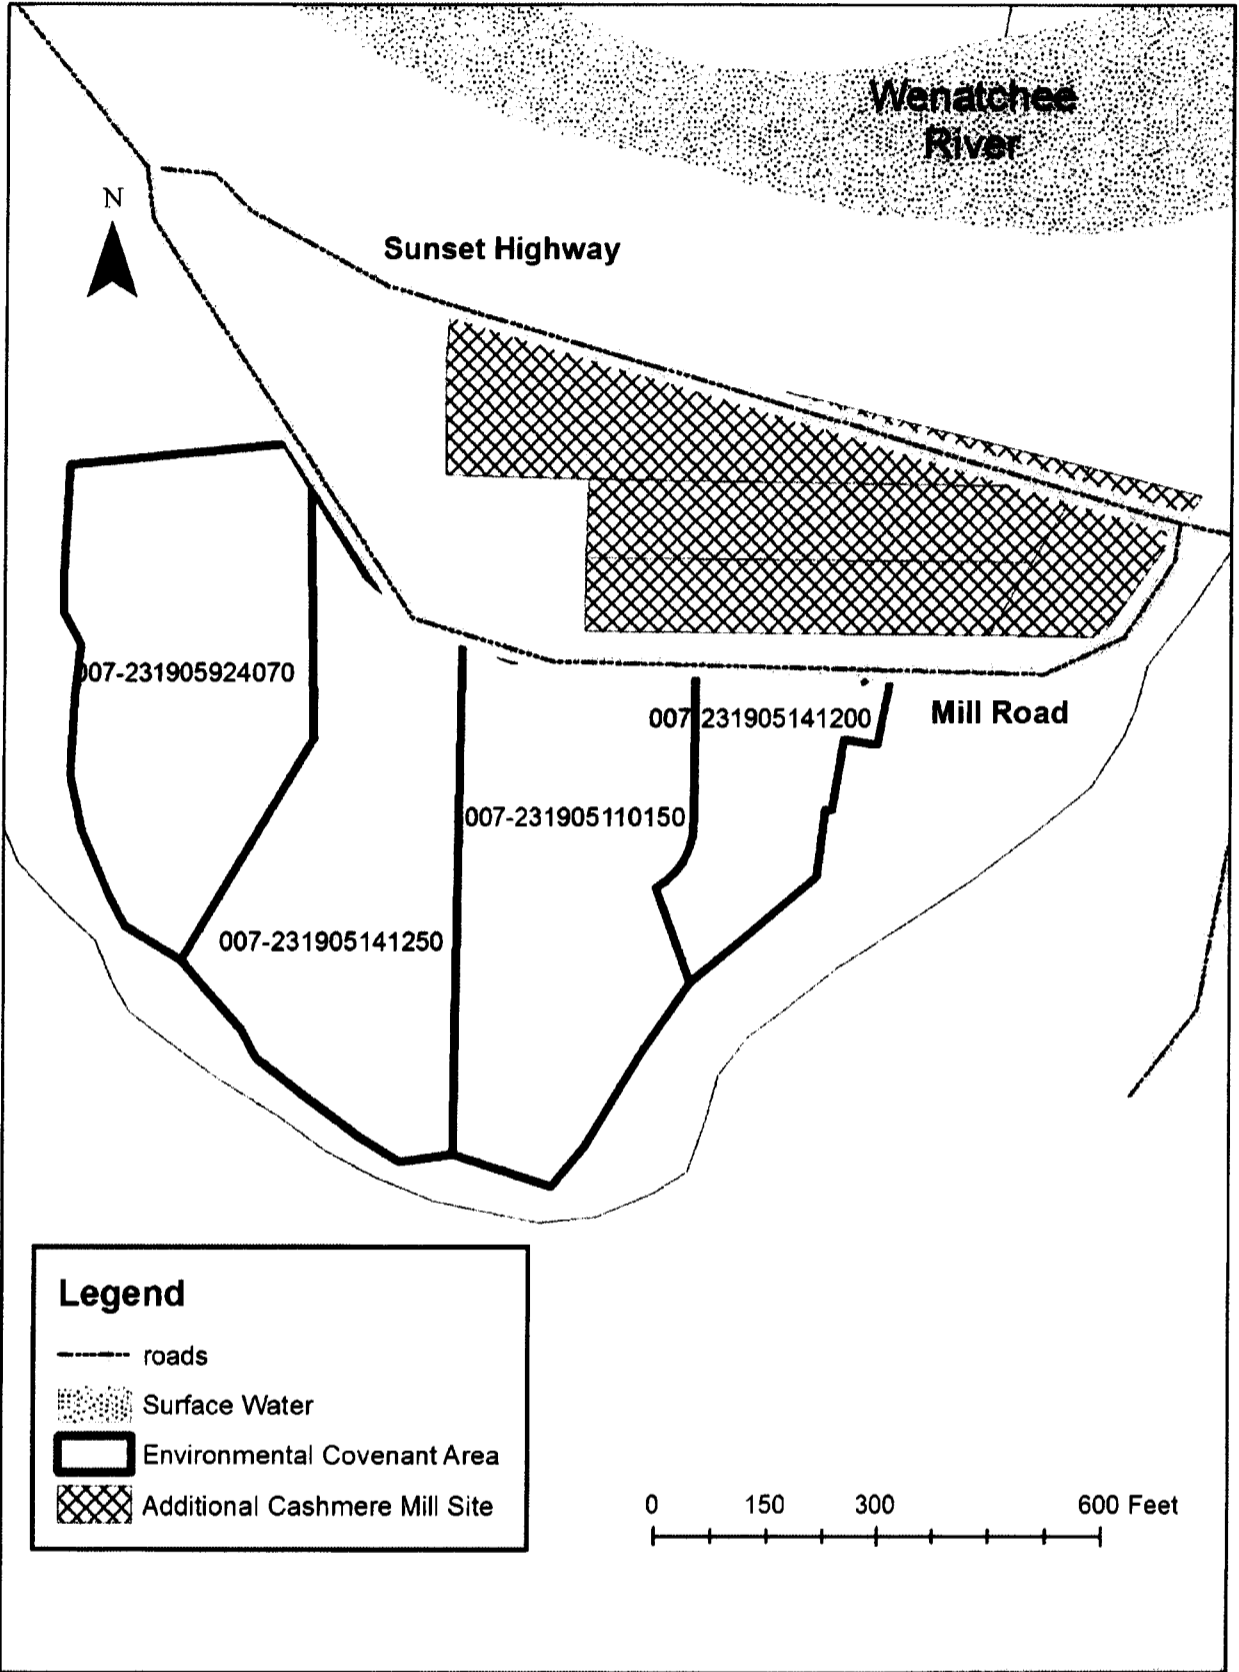 Wenatchee
River
N
Sunset Highway
007-231905924070
007-231905141200
Mill Road
007-231905110150
007-231905141250
Legend
roads
Surface Water
Environmental Covenant Area
Additional Cashmere Mill Site
0 150 300 600 Feet